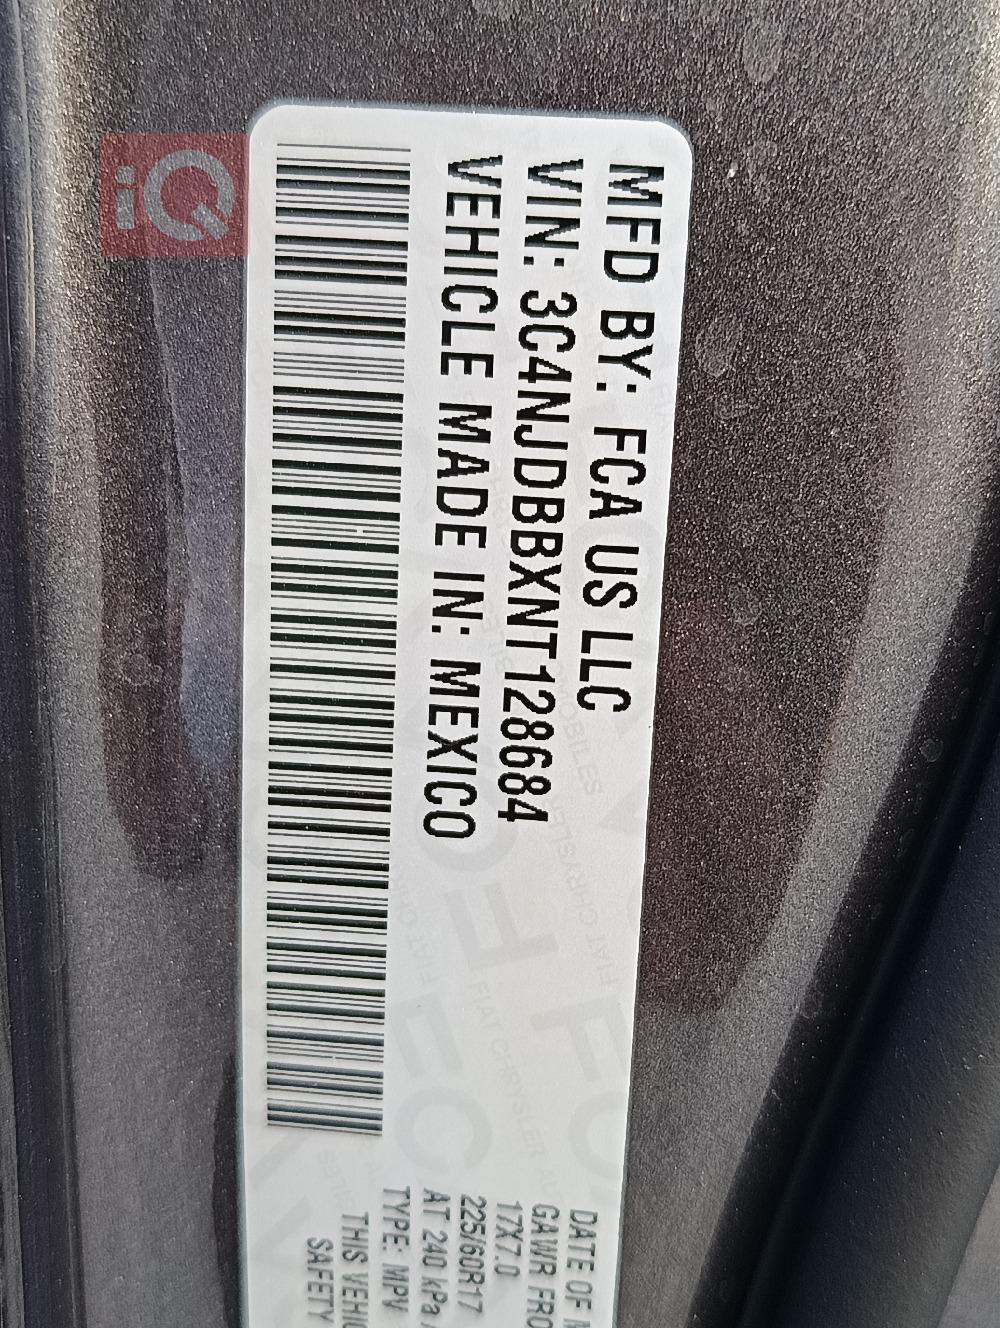 iQ
MFD BY: FCA US LLC
VIN: 3C4NJDBBXNT128684
VEHICLE MADE IN: MEXICO
DATE OF
GAWR FRO
17X7.0
225/60R17
AT 240 kPa
TYPE: MPV
THIS VEHIC
SAFETY